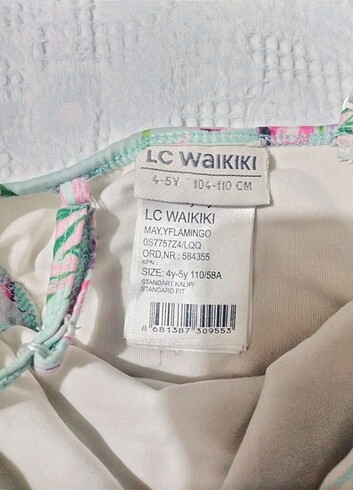 LC WAIKIKI
4-5Y 104-110 CM
LC WAIKIKI
MAY,YFLAMINGO
0S7757Z4/LQQ
ORD.NR : 584355
KPN :
SIZE: 4y-5y 110/58A
STANDART KALIP/
STANDARD FIT
8 681387 309553